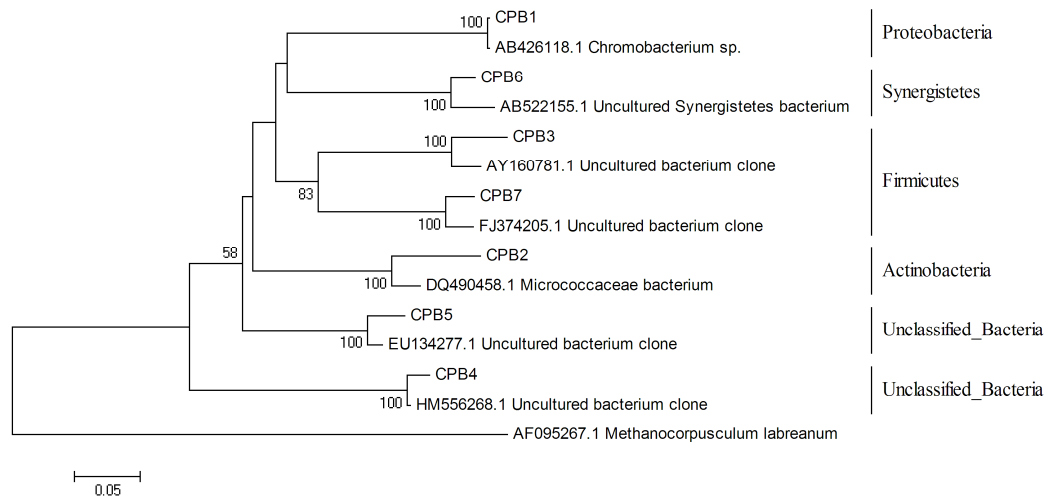 100
CPB1
AB426118.1 Chromobacterium sp.
Proteobacteria
CPB6
100
AB522155.1 Uncultured Synergistetes bacterium
Synergistetes
CPB3
100
AY160781.1 Uncultured bacterium clone
83
CPB7
100
FJ374205.1 Uncultured bacterium clone
Firmicutes
58
CPB2
100
DQ490458.1 Micrococcaceae bacterium
Actinobacteria
CPB5
100
EU134277.1 Uncultured bacterium clone
Unclassified_Bacteria
CPB4
100
HM556268.1 Uncultured bacterium clone
Unclassified_Bacteria
AF095267.1 Methanocorpusculum labreanum
0.05